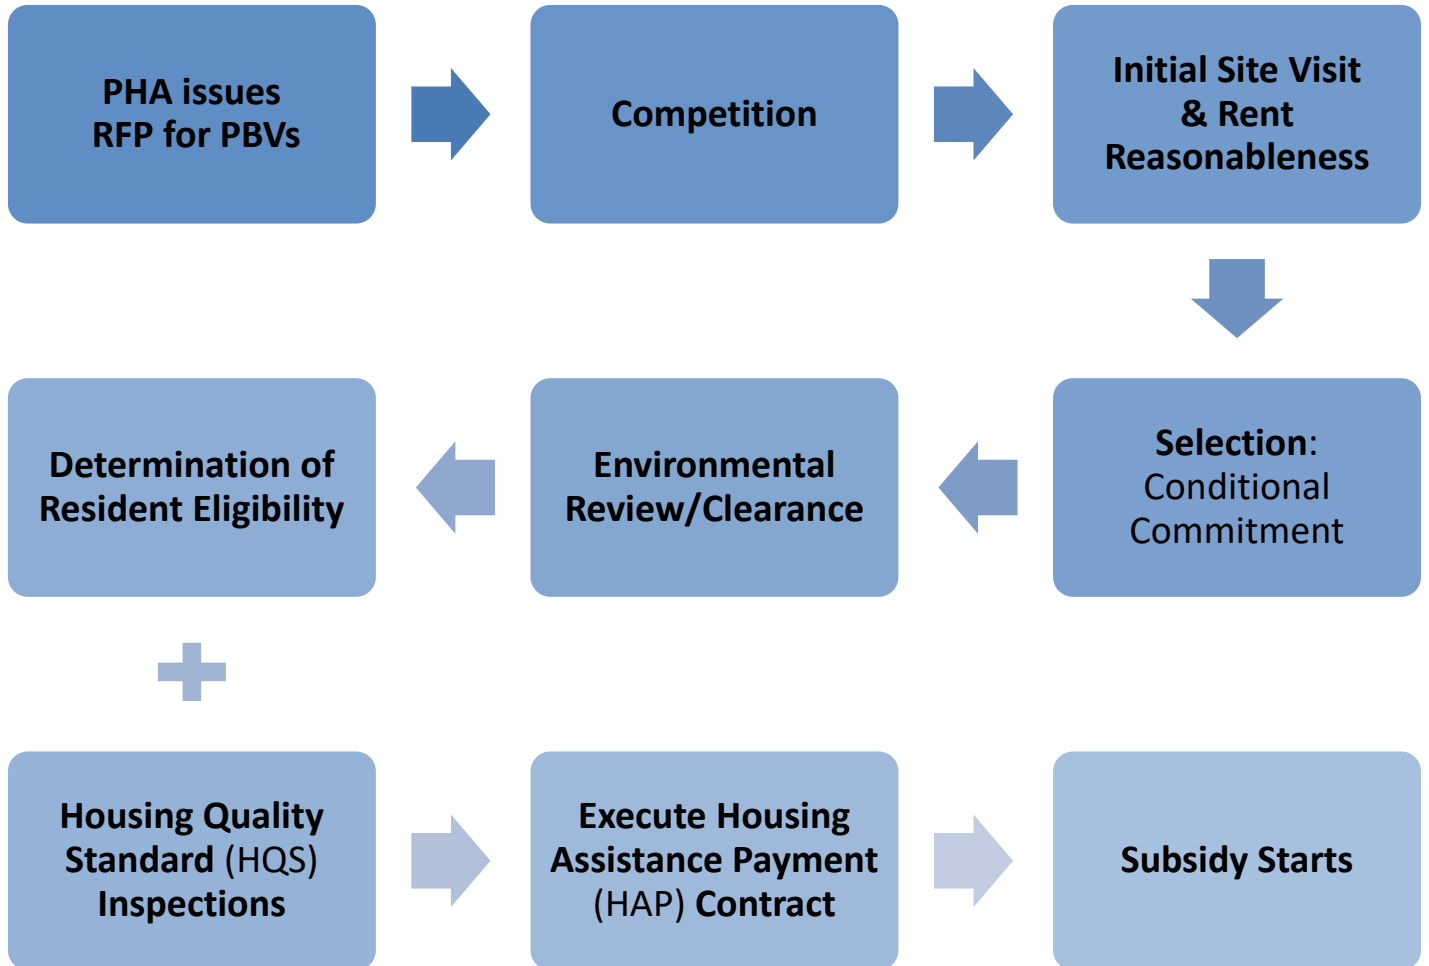 PHA issues
RFP for PBVs
Competition
Initial Site Visit
& Rent
Reasonableness
Selection:
Conditional
Commitment
Environmental
Review/Clearance
Determination of
Resident Eligibility
Housing Quality
Standard (HQS)
Inspections
Execute Housing
Assistance Payment
(HAP) Contract
Subsidy Starts